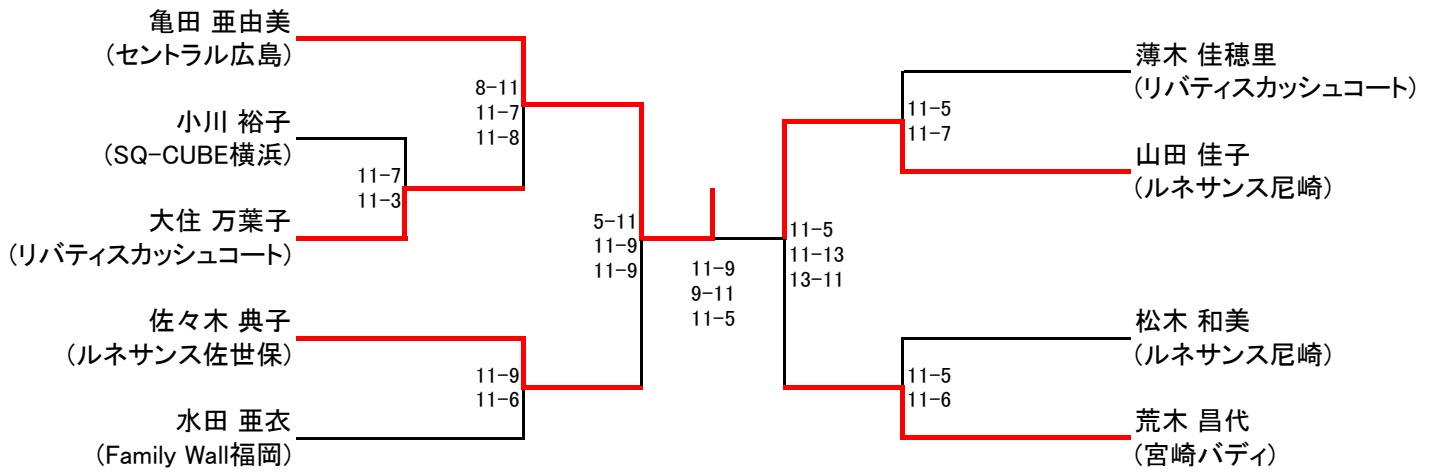 亀田 亜由美
(セントラル広島)
小川 裕子
(SQ-CUBE横浜)
大住 万葉子
(リバティスカッシュコート)
佐々木 典子
(ルネサンス佐世保)
水田 亜衣
(Family Wall福岡)
11-7
11-3
8-11
11-7
11-8
11-9
11-6
5-11
11-9
11-9
11-9
9-11
11-5
11-5
11-13
13-11
11-5
11-7
11-5
11-6
薄木 佳穂里
(リバティスカッシュコート)
山田 佳子
(ルネサンス尼崎)
松木 和美
(ルネサンス尼崎)
荒木 昌代
(宮崎バディ)